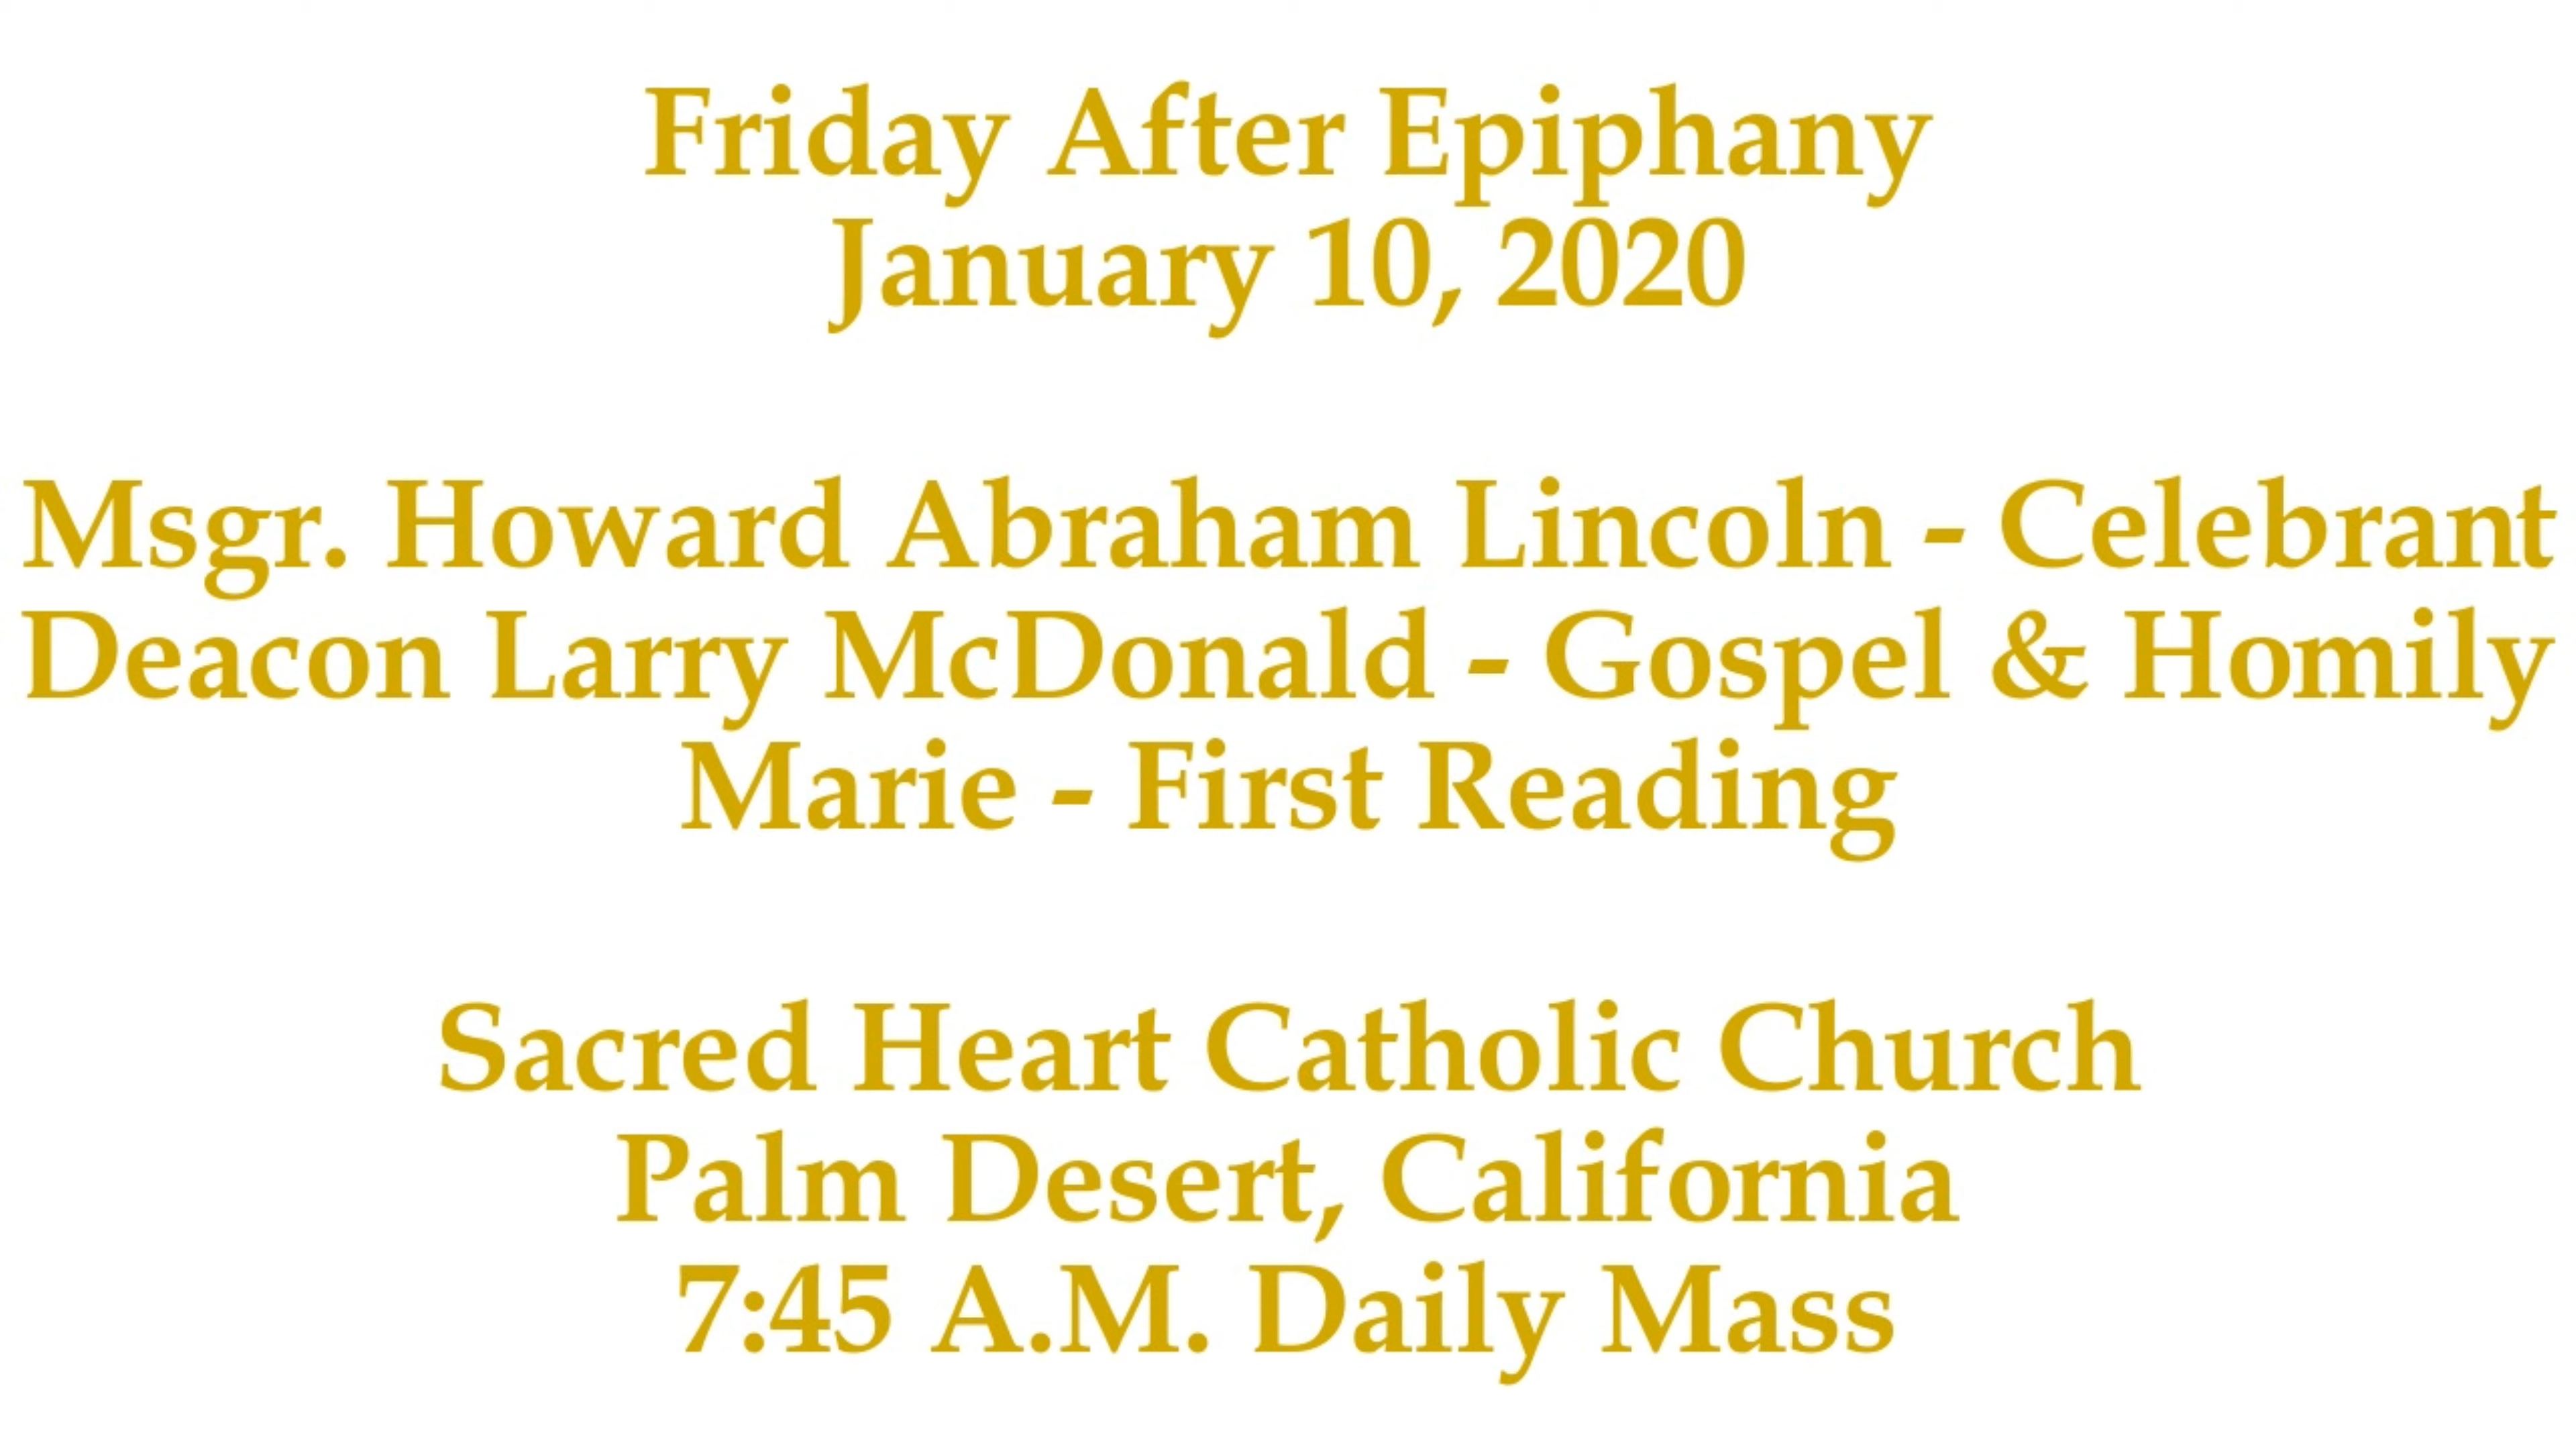 Friday After Epiphany
January 10, 2020
Msgr. Howard Abraham Lincoln - Celebrant
Deacon Larry McDonald - Gospel & Homily
Marie - First Reading
Sacred Heart Catholic Church
Palm Desert, California
7:45 A.M. Daily Mass